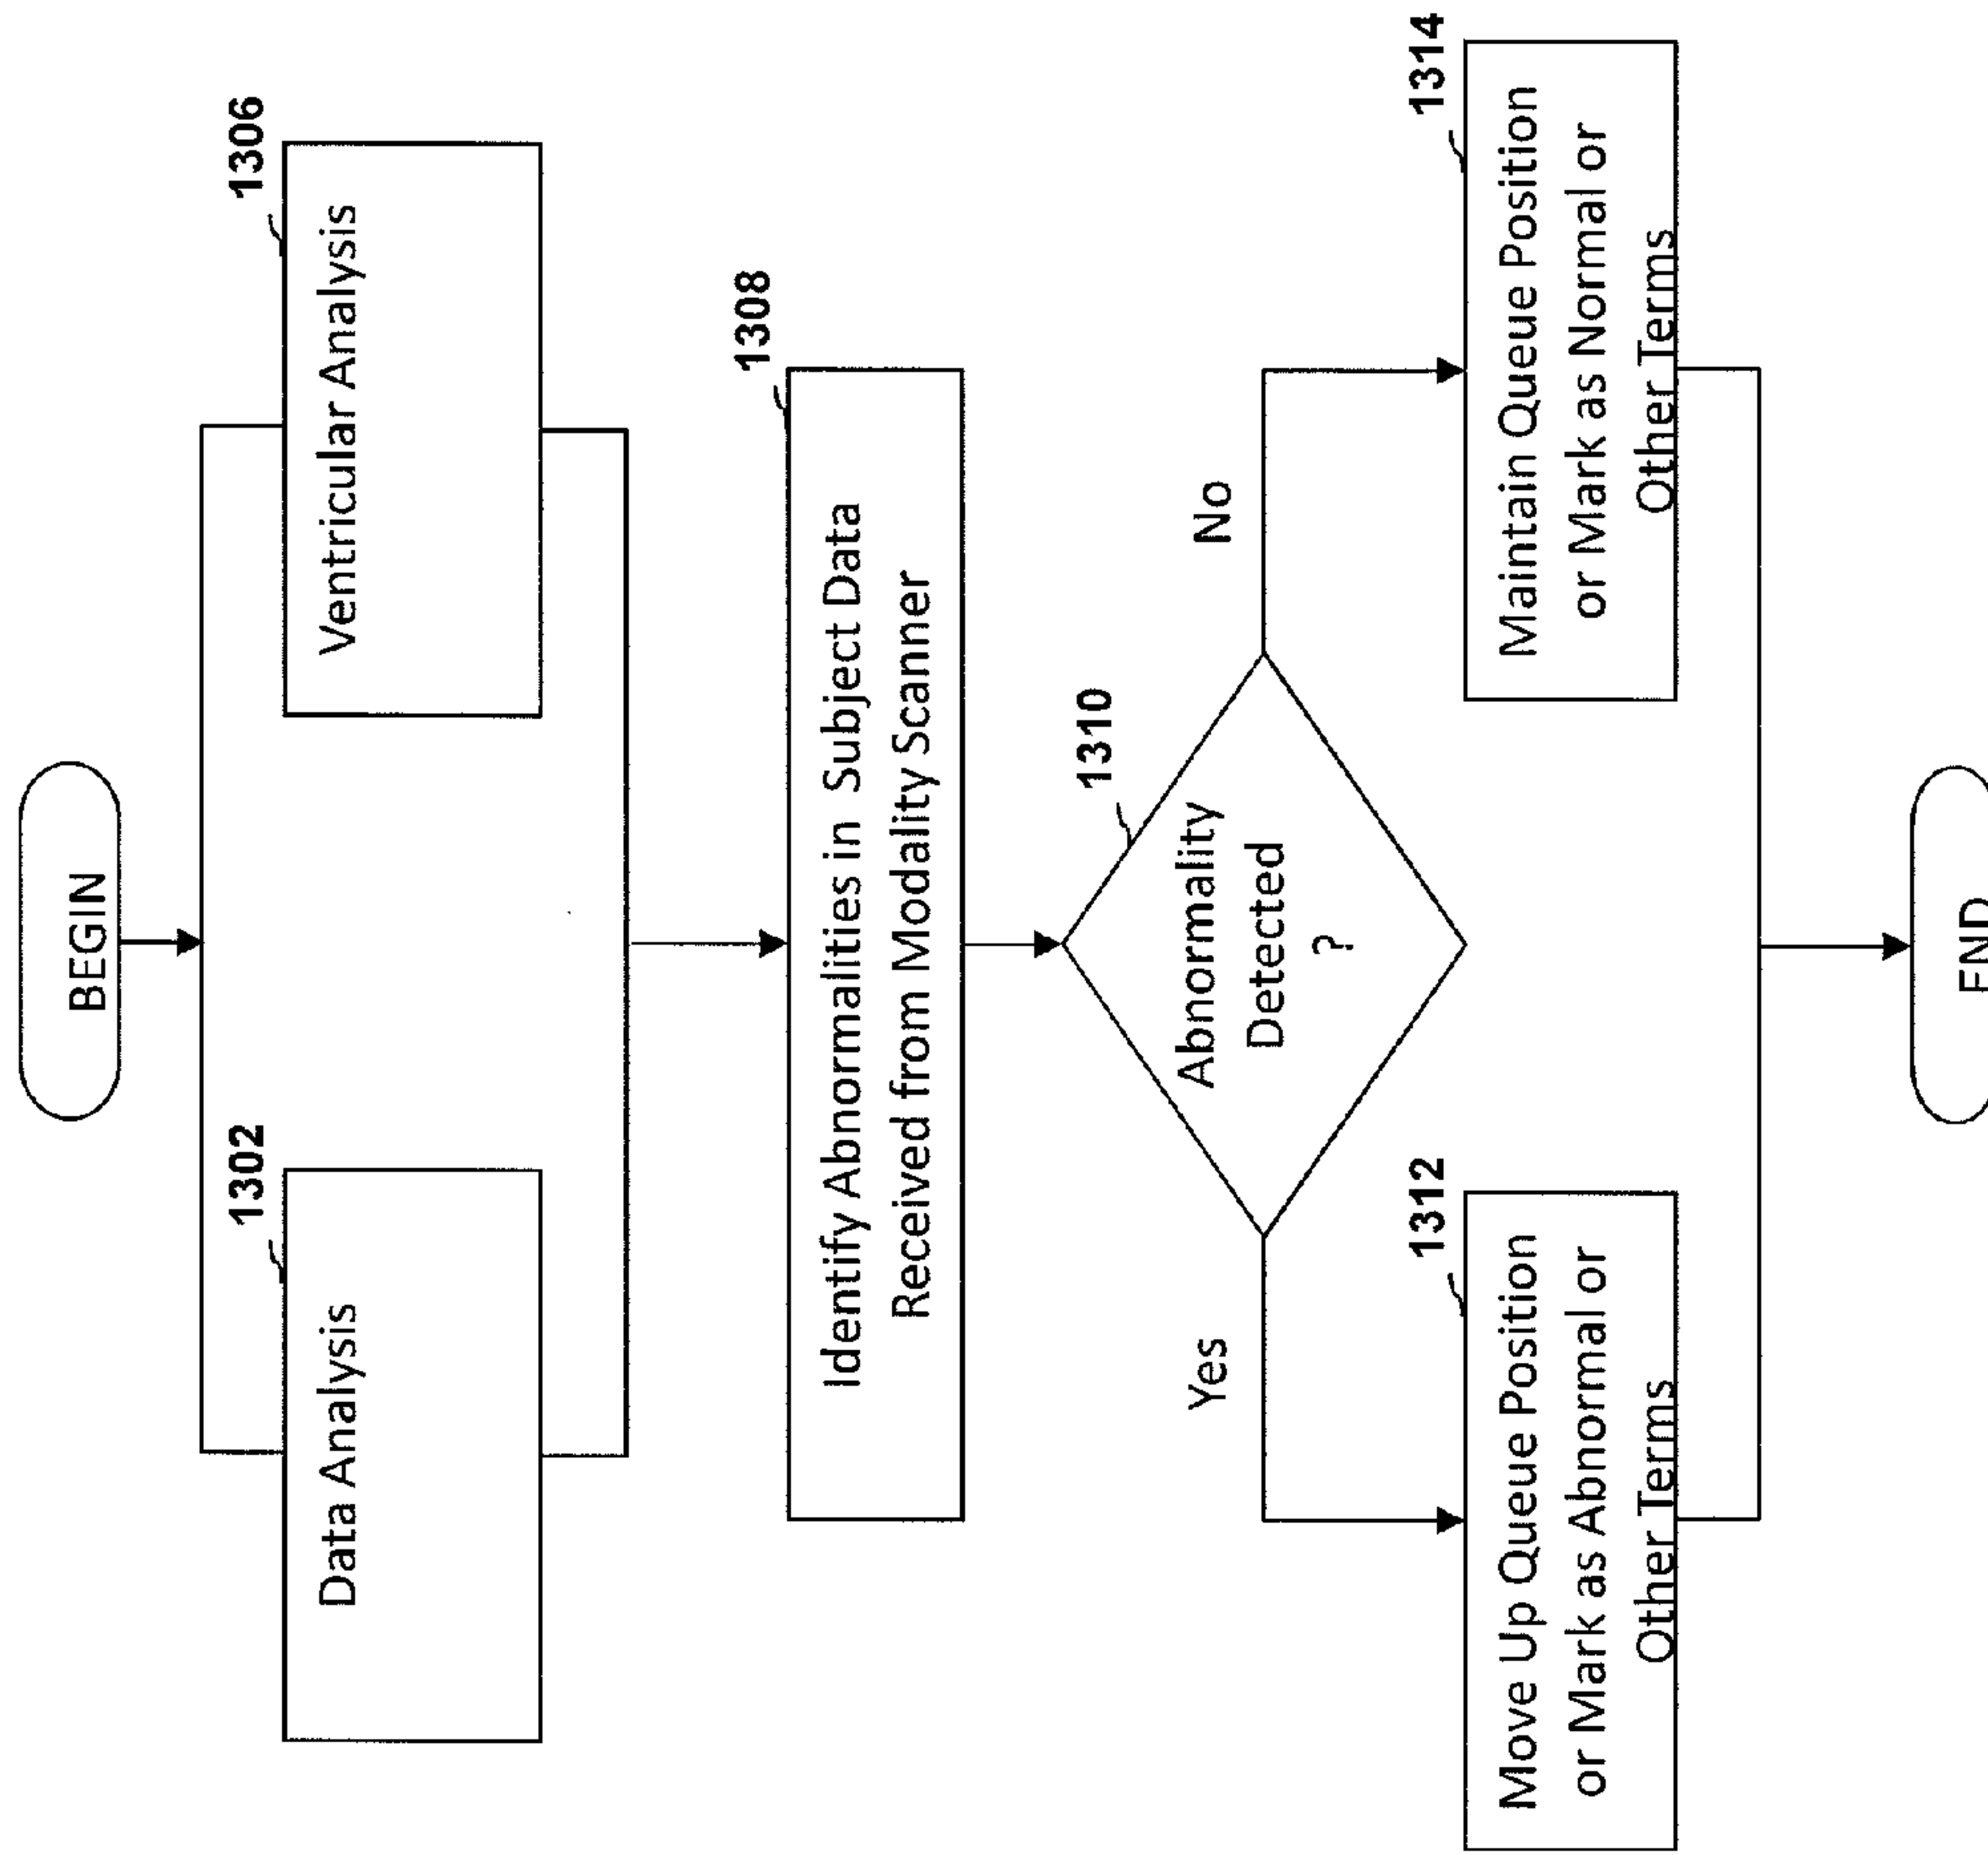 BEGIN
1302
Data Analysis
1306
Ventricular Analysis
1308
Identify Abnormalities in Subject Data
Received from Modality Scanner
1310
Abnormality
Detected
?
Yes
No
1312
Move Up Queue Position
or Mark as Abnormal or
Other Terms
1314
Maintain Queue Position
or Mark as Normal or
Other Terms
END